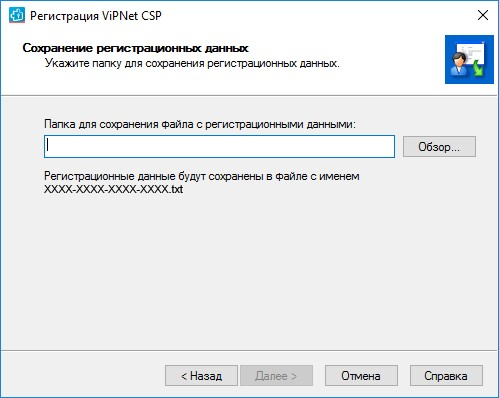 Регистрация ViPNet CSP
Сохранение регистрационных данных
Укажите папку для сохранения регистрационных данных.
Папка для сохранения файла с регистрационными данными:
Обзор...
Регистрационные данные будут сохранены в файле с именем
XXXX-XXXX-XXXX-XXXX.txt
< Назад
Далее >
Отмена
Справка